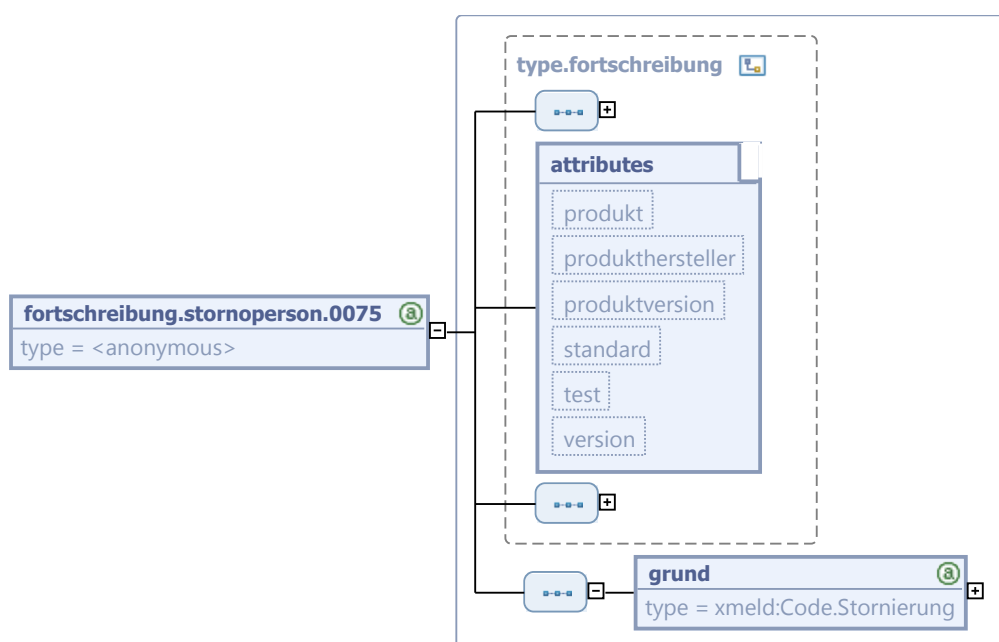 type.fortschreibung
attributes
produkt
produkthersteller
produktversion
standard
test
version
fortschreibung.stornoperson.0075
type = <anonymous>
grund
type = xmeld:Code.Stornierung